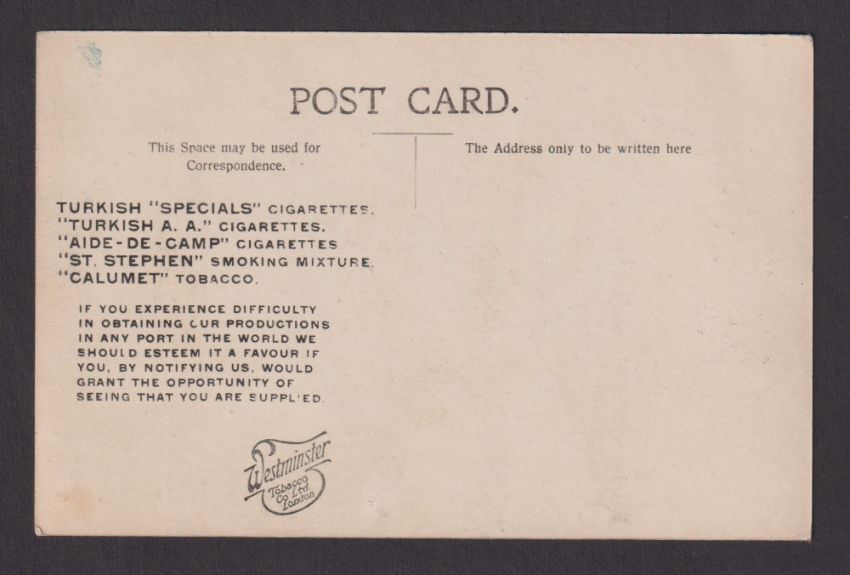 POST CARD.
This Space may be used for
Correspondence.
The Address only to be written here
TURKISH "SPECIALS" CIGARETTES.
"TURKISH A. A." CIGARETTES.
"AIDE-DE-CAMP" CIGARETTES
"ST. STEPHEN" SMOKING MIXTURE.
"CALUMET" TOBACCO.
IF YOU EXPERIENCE DIFFICULTY
IN OBTAINING OUR PRODUCTIONS
IN ANY PORT IN THE WORLD WE
SHOULD ESTEEM IT A FAVOUR IF
YOU, BY NOTIFYING US, WOULD
GRANT THE OPPORTUNITY OF
SEEING THAT YOU ARE SUPPLIED.
Westminster
Tobacco
Co Ltd.
London